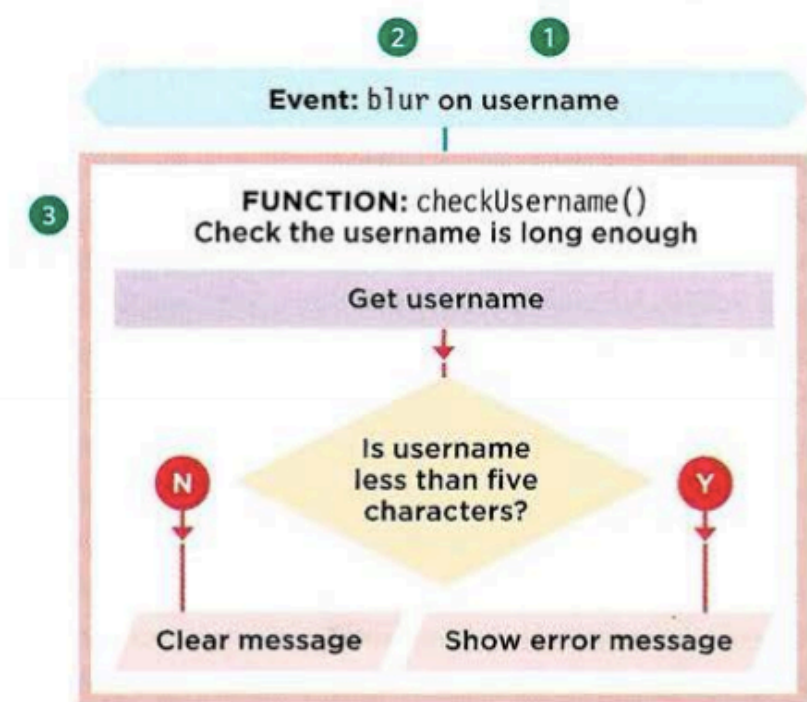 2 1
Event: blur on username
3
FUNCTION: checkUsername()
Check the username is long enough
Get username
Is username
less than five
characters?
N Y
Clear message Show error message